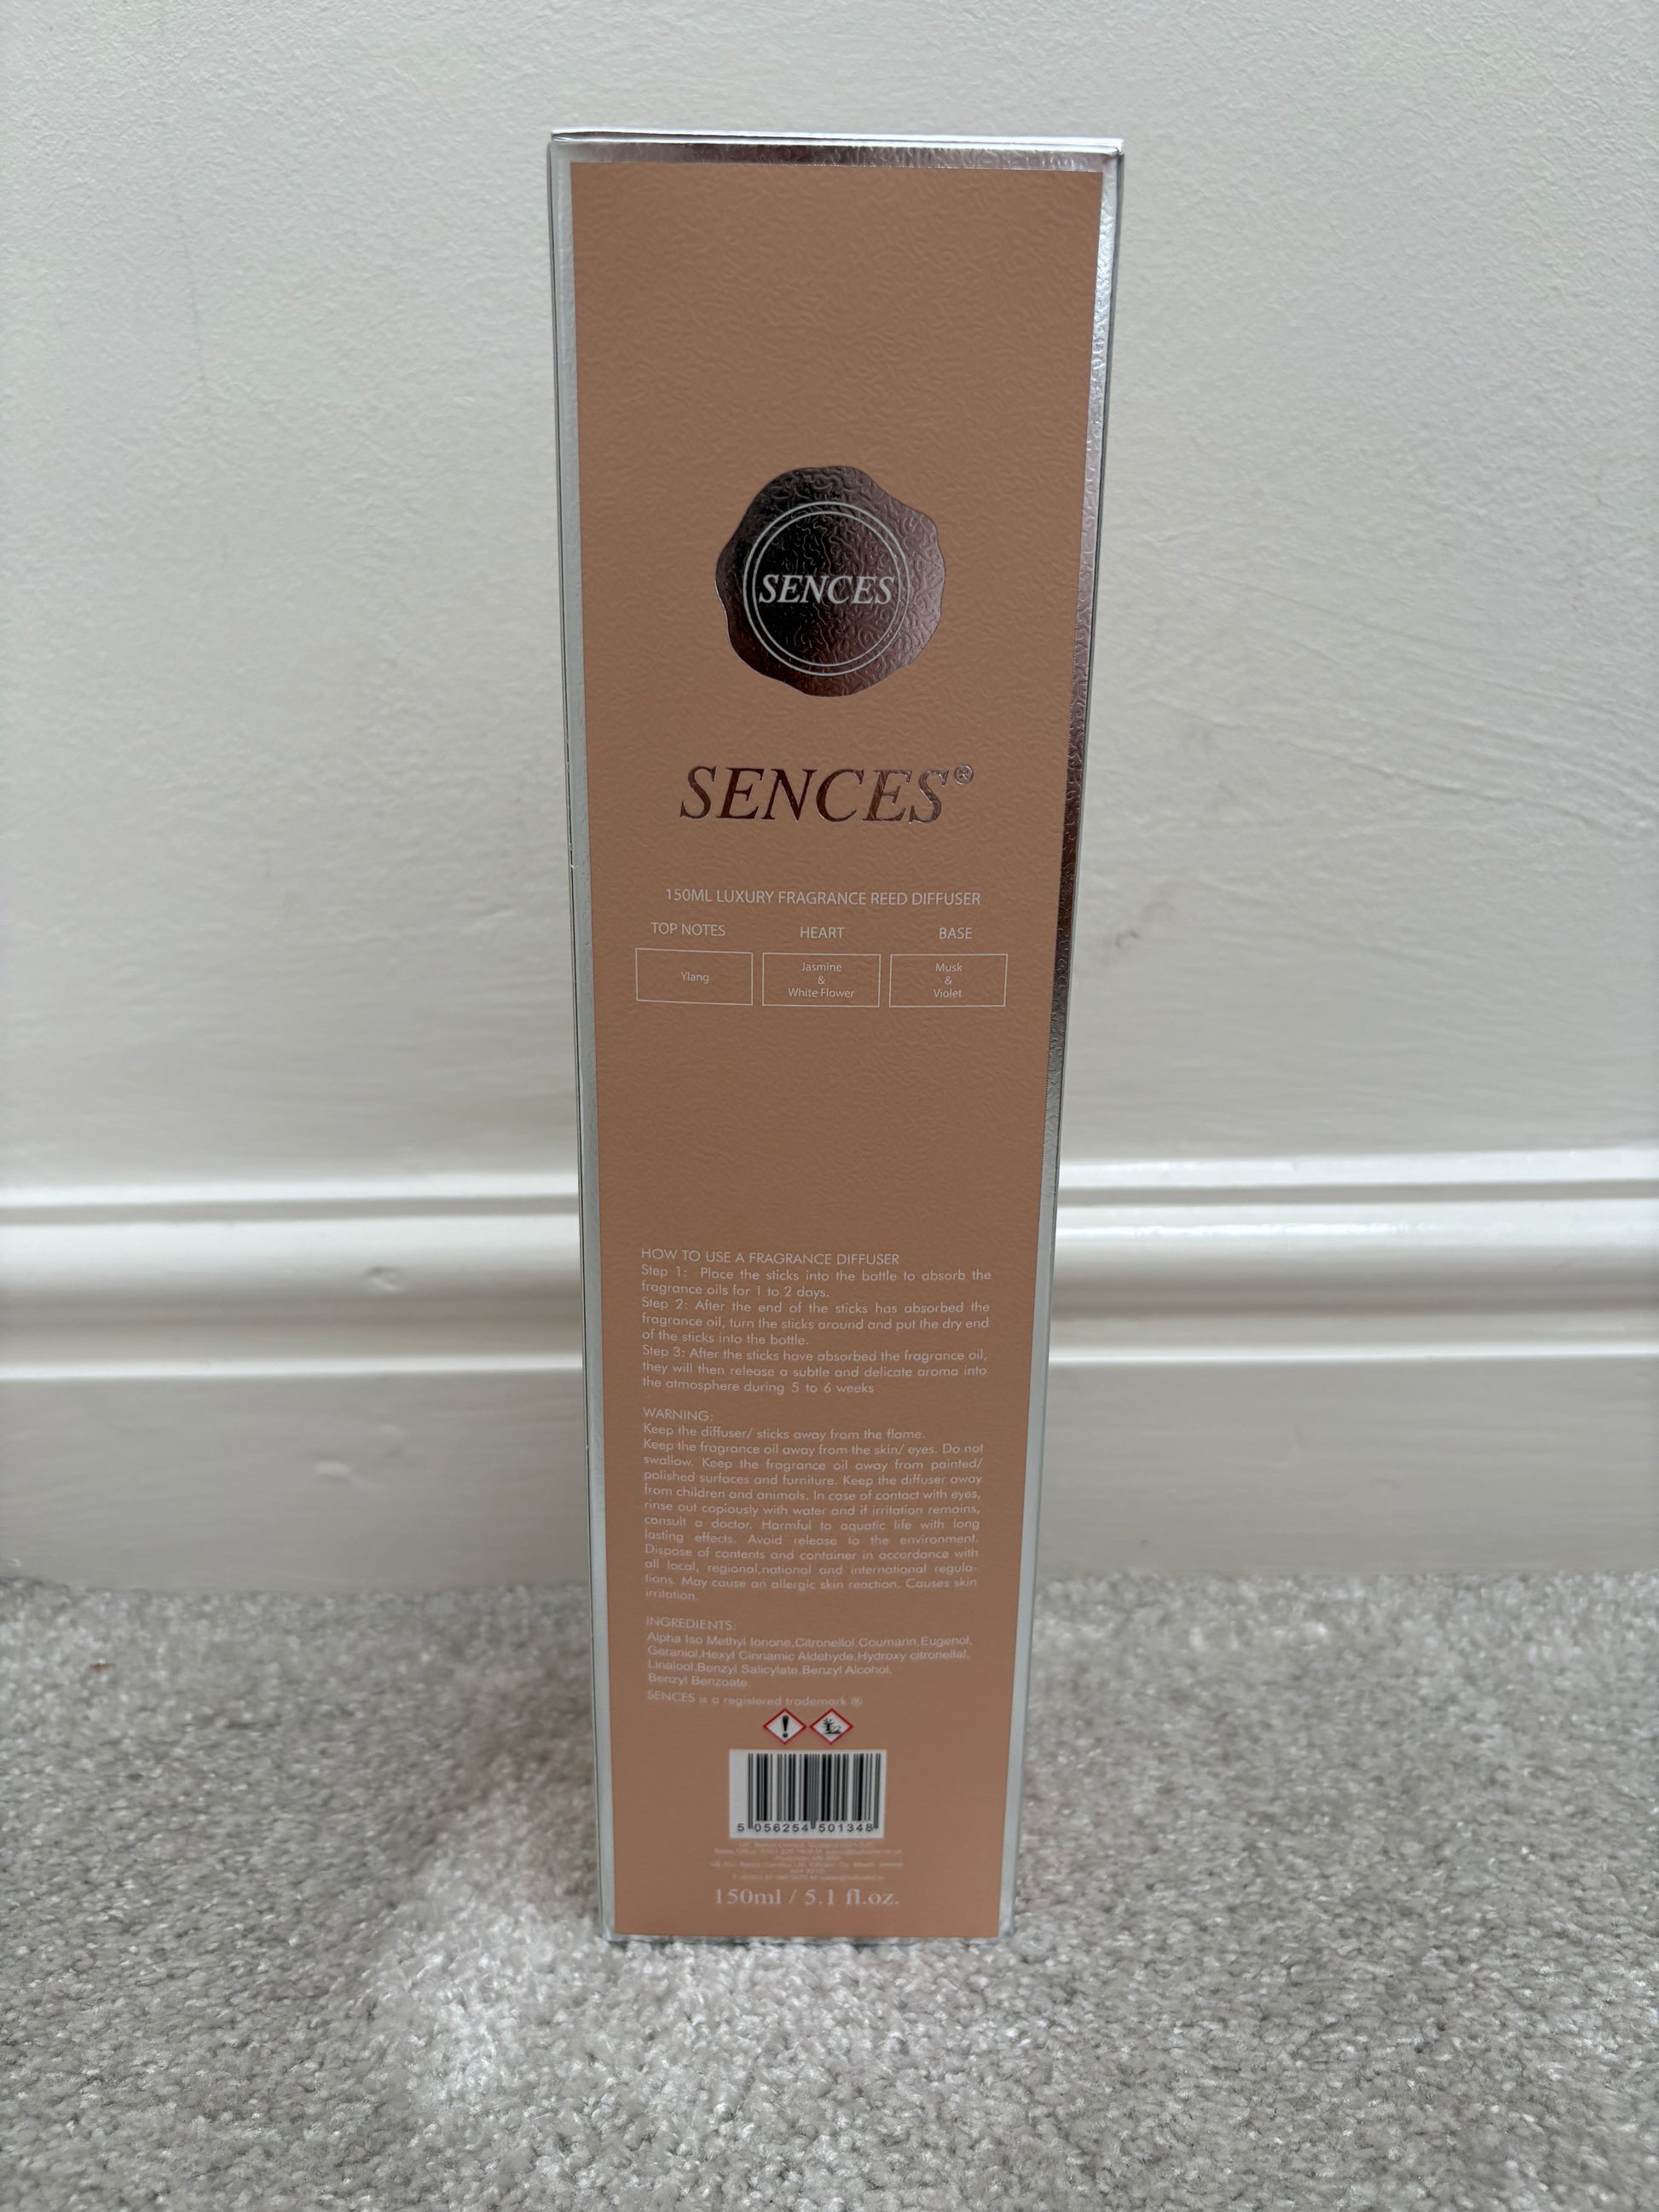 SENCES
SENCES®
150ML LUXURY FRAGRANCE REED DIFFUSER
TOP NOTES HEART BASE
Ylang
Jasmine
&
White Flower
Musk
&
Violet
HOW TO USE A FRAGRANCE DIFFUSER
Step 1: Place the sticks into the bottle to absorb the
fragrance oils for 1 to 2 days.
Step 2: After the end of the sticks has absorbed the
fragrance oil, turn the sticks around and put the dry end
of the sticks into the bottle.
Step 3: After the sticks have absorbed the fragrance oil,
they will then release a subtle and delicate aroma into
the atmosphere during 5 to 6 weeks
WARNING:
Keep the diffuser/ sticks away from the flame.
Keep the fragrance oil away from the skin/ eyes. Do not
swallow. Keep the fragrance oil away from painted/
polished surfaces and furniture. Keep the diffuser away
from children and animals. In case of contact with eyes,
rinse out copiously with water and if irritation remains,
consult a doctor. Harmful to aquatic life with long
lasting effects. Avoid release to the environment.
Dispose of contents and container in accordance with
all local, regional,national and international regula-
tions. May cause an allergic skin reaction. Causes skin
irritation.
INGREDIENTS:
Alpha Iso Methyl Ionone,Citronellol,Coumarin,Eugenol,
Geraniol,Hexyl Cinnamic Aldehyde,Hydroxy citronellal,
Linalool,Benzyl Salicylate,Benzyl Alcohol,
Benzyl Benzoate.
SENCES is a registered trademark ®
5 056254 501348
150ml / 5.1 fl.oz.